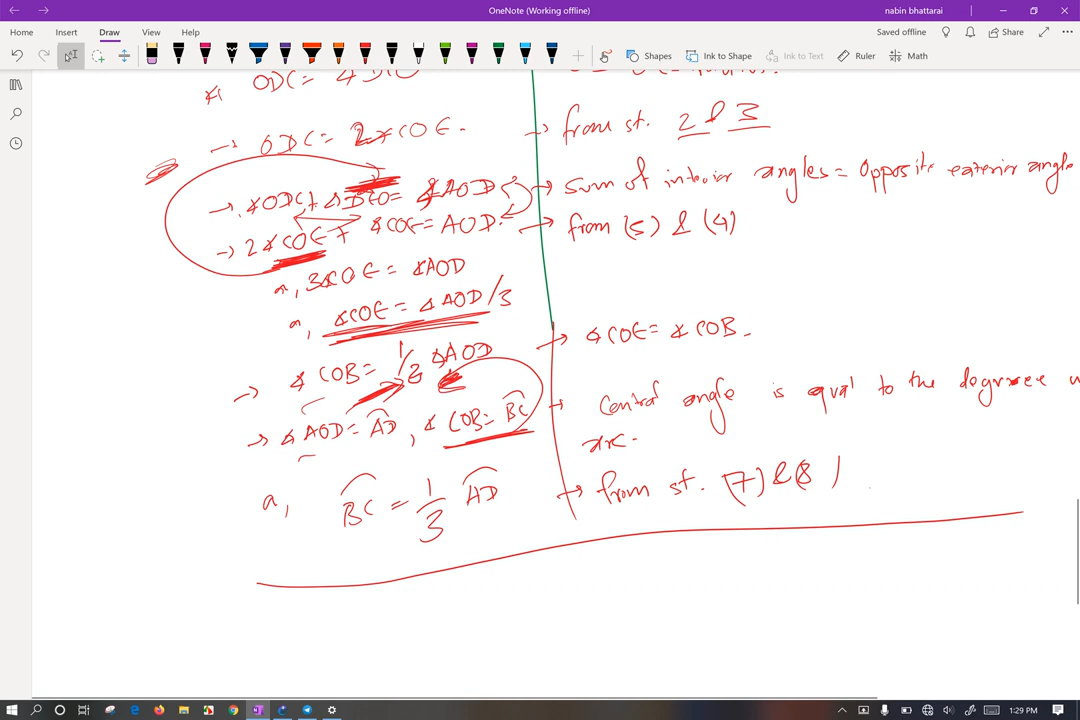 OneNote (Working offline)
nabin bhattarai
Home Insert Draw View Help
Saved offline
Share
Shapes
Ink to Shape
Ink to Text
Ruler
Math
∡ ODC =
→ ODC = 2∡COE. → from st. 2 & 3
→ ∡ODC + ∡DEO = ∡AOD → sum of interior angles = opposite exterior angle
→ 2∡COE + ∡COE = AOD. → from (5) & (4)
a, 3∡COE = ∡AOD
a, ∡COE = ∡AOD/3
→ ∡COB = 1/3 ∡AOD → ∡COE = ∡COB.
→ ∡AOD = AD, ∡COB = BC → Central angle is equal to the degree
arc.
a, BC = 1/3 AD → from st. (7) & (8)
1:29 PM